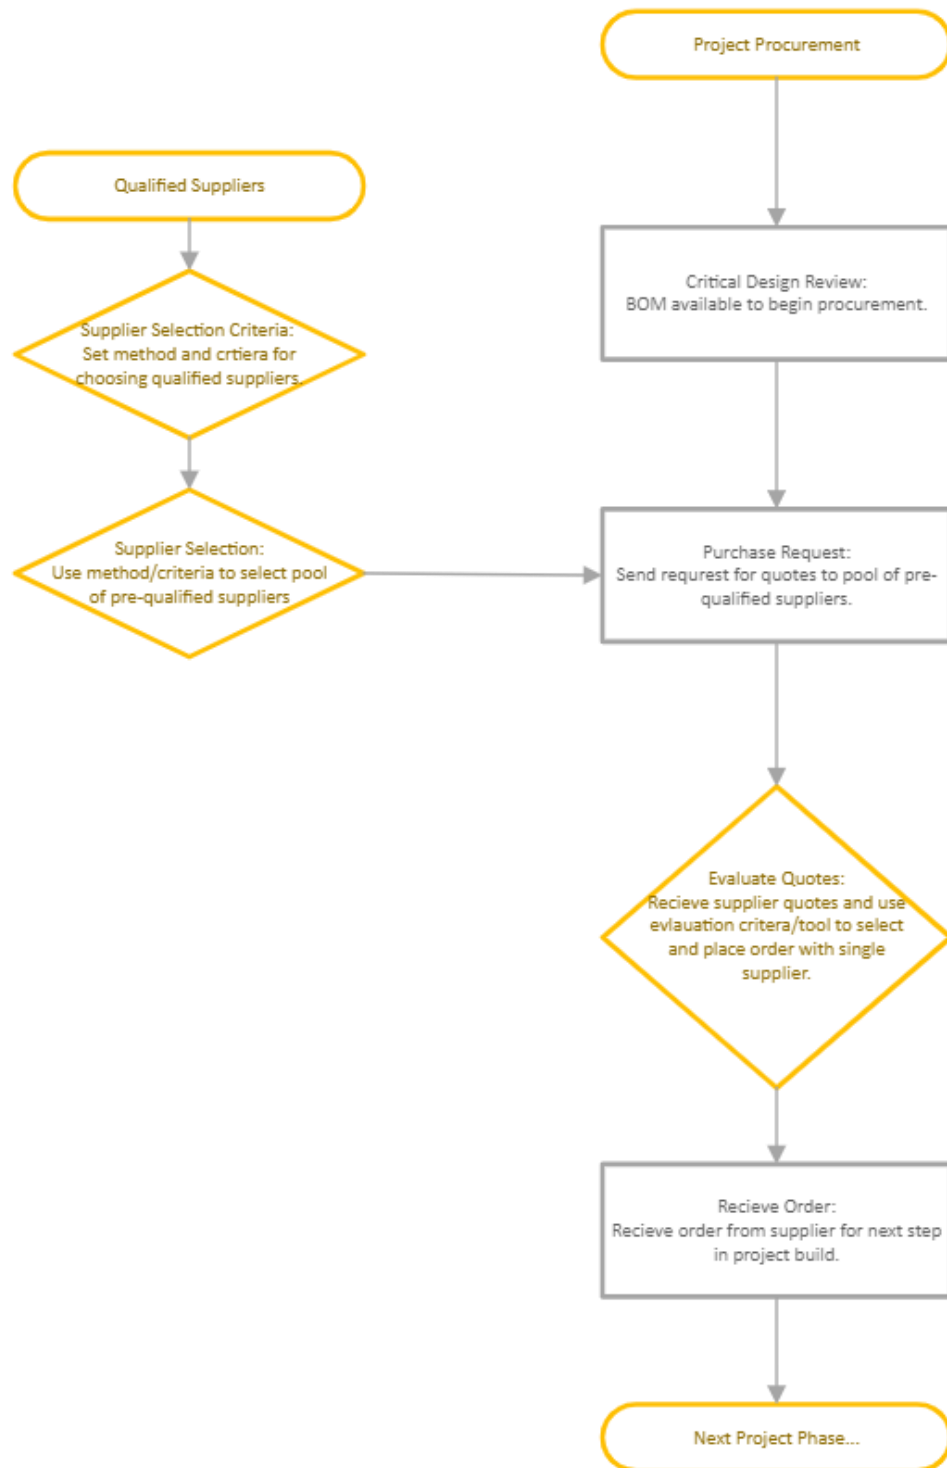 Project Procurement
Qualified Suppliers
Supplier Selection Criteria:
Set method and crtiera for
choosing qualified suppliers.
Critical Design Review:
BOM available to begin procurement.
Supplier Selection:
Use method/criteria to select pool
of pre-qualified suppliers
Purchase Request:
Send requrest for quotes to pool of pre-
qualified suppliers.
Evaluate Quotes:
Recieve supplier quotes and use
evlauation critera/tool to select
and place order with single
supplier.
Recieve Order:
Recieve order from supplier for next step
in project build.
Next Project Phase...